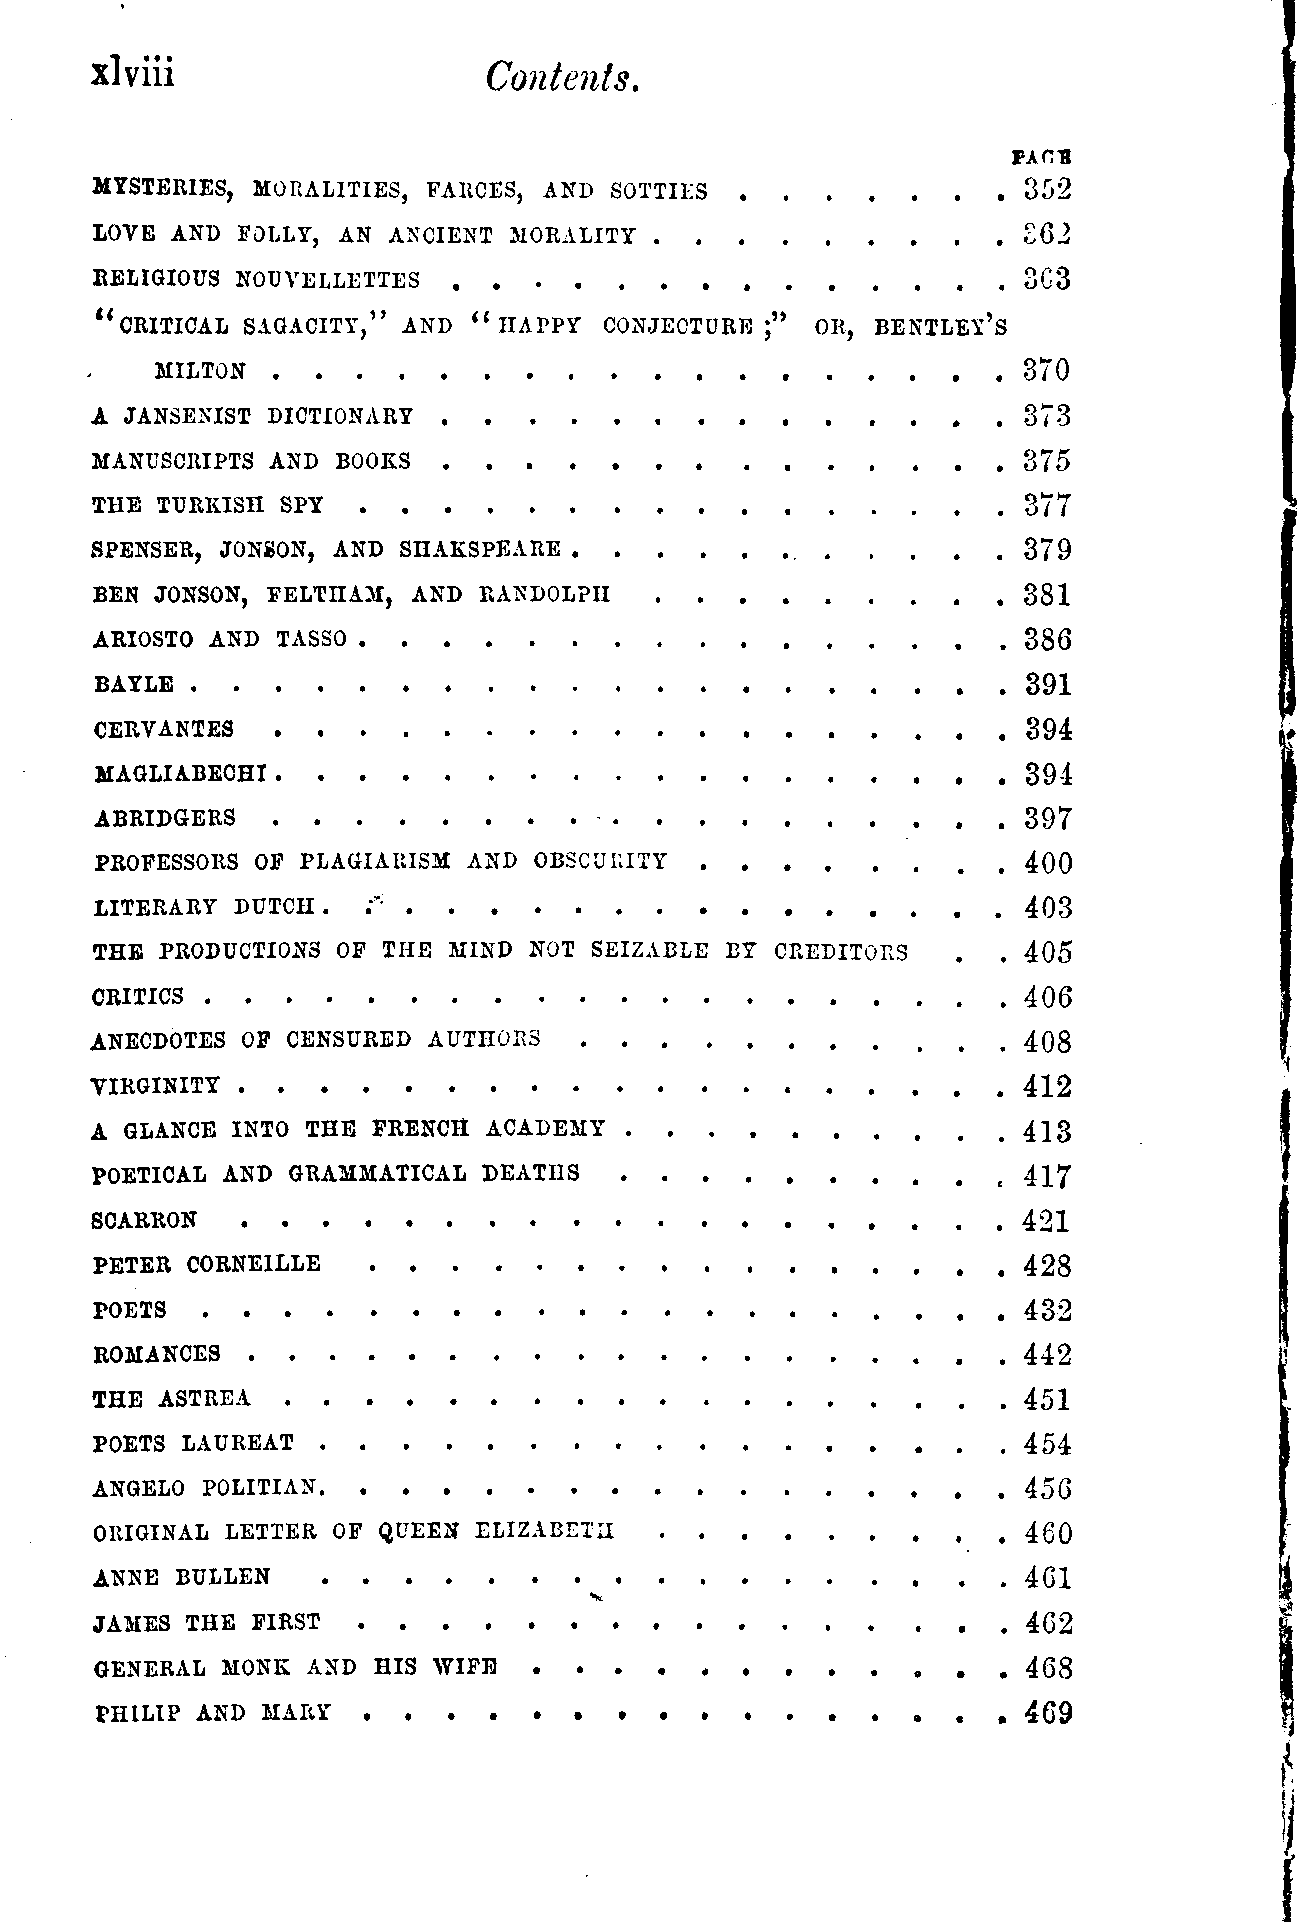 xlviii Contents.
PAGE
MYSTERIES, MORALITIES, FARCES, AND SOTTIES . . . . . . . 352
LOVE AND FOLLY, AN ANCIENT MORALITY . . . . . . . . . 362
RELIGIOUS NOUVELLETTES . . . . . . . . . . . . . . 363
“CRITICAL SAGACITY,” AND “HAPPY CONJECTURE;” OR, BENTLEY’S
MILTON . . . . . . . . . . . . . . . . . . 370
A JANSENIST DICTIONARY . . . . . . . . . . . . . . 373
MANUSCRIPTS AND BOOKS . . . . . . . . . . . . . . 375
THE TURKISH SPY . . . . . . . . . . . . . . . . 377
SPENSER, JONSON, AND SHAKSPEARE . . . . . . . . . . . 379
BEN JONSON, FELTHAM, AND RANDOLPH . . . . . . . . . 381
ARIOSTO AND TASSO . . . . . . . . . . . . . . . . 386
BAYLE . . . . . . . . . . . . . . . . . . . . 391
CERVANTES . . . . . . . . . . . . . . . . . . 394
MAGLIABECHI . . . . . . . . . . . . . . . . . . 394
ABRIDGERS . . . . . . . . . . . . . . . . . . 397
PROFESSORS OF PLAGIARISM AND OBSCURITY . . . . . . . . 400
LITERARY DUTCH . . . . . . . . . . . . . . . . . 403
THE PRODUCTIONS OF THE MIND NOT SEIZABLE BY CREDITORS . . 405
CRITICS . . . . . . . . . . . . . . . . . . . . 406
ANECDOTES OF CENSURED AUTHORS . . . . . . . . . . . 408
VIRGINITY . . . . . . . . . . . . . . . . . . . 412
A GLANCE INTO THE FRENCH ACADEMY . . . . . . . . . . 413
POETICAL AND GRAMMATICAL DEATHS . . . . . . . . . . 417
SCARRON . . . . . . . . . . . . . . . . . . . 421
PETER CORNEILLE . . . . . . . . . . . . . . . . 428
POETS . . . . . . . . . . . . . . . . . . . . 432
ROMANCES . . . . . . . . . . . . . . . . . . . 442
THE ASTREA . . . . . . . . . . . . . . . . . . 451
POETS LAUREAT . . . . . . . . . . . . . . . . . 454
ANGELO POLITIAN . . . . . . . . . . . . . . . . . 456
ORIGINAL LETTER OF QUEEN ELIZABETH . . . . . . . . . 460
ANNE BULLEN . . . . . . . . . . . . . . . . . 461
JAMES THE FIRST . . . . . . . . . . . . . . . . 462
GENERAL MONK AND HIS WIFE . . . . . . . . . . . . 468
PHILIP AND MARY . . . . . . . . . . . . . . . . 469